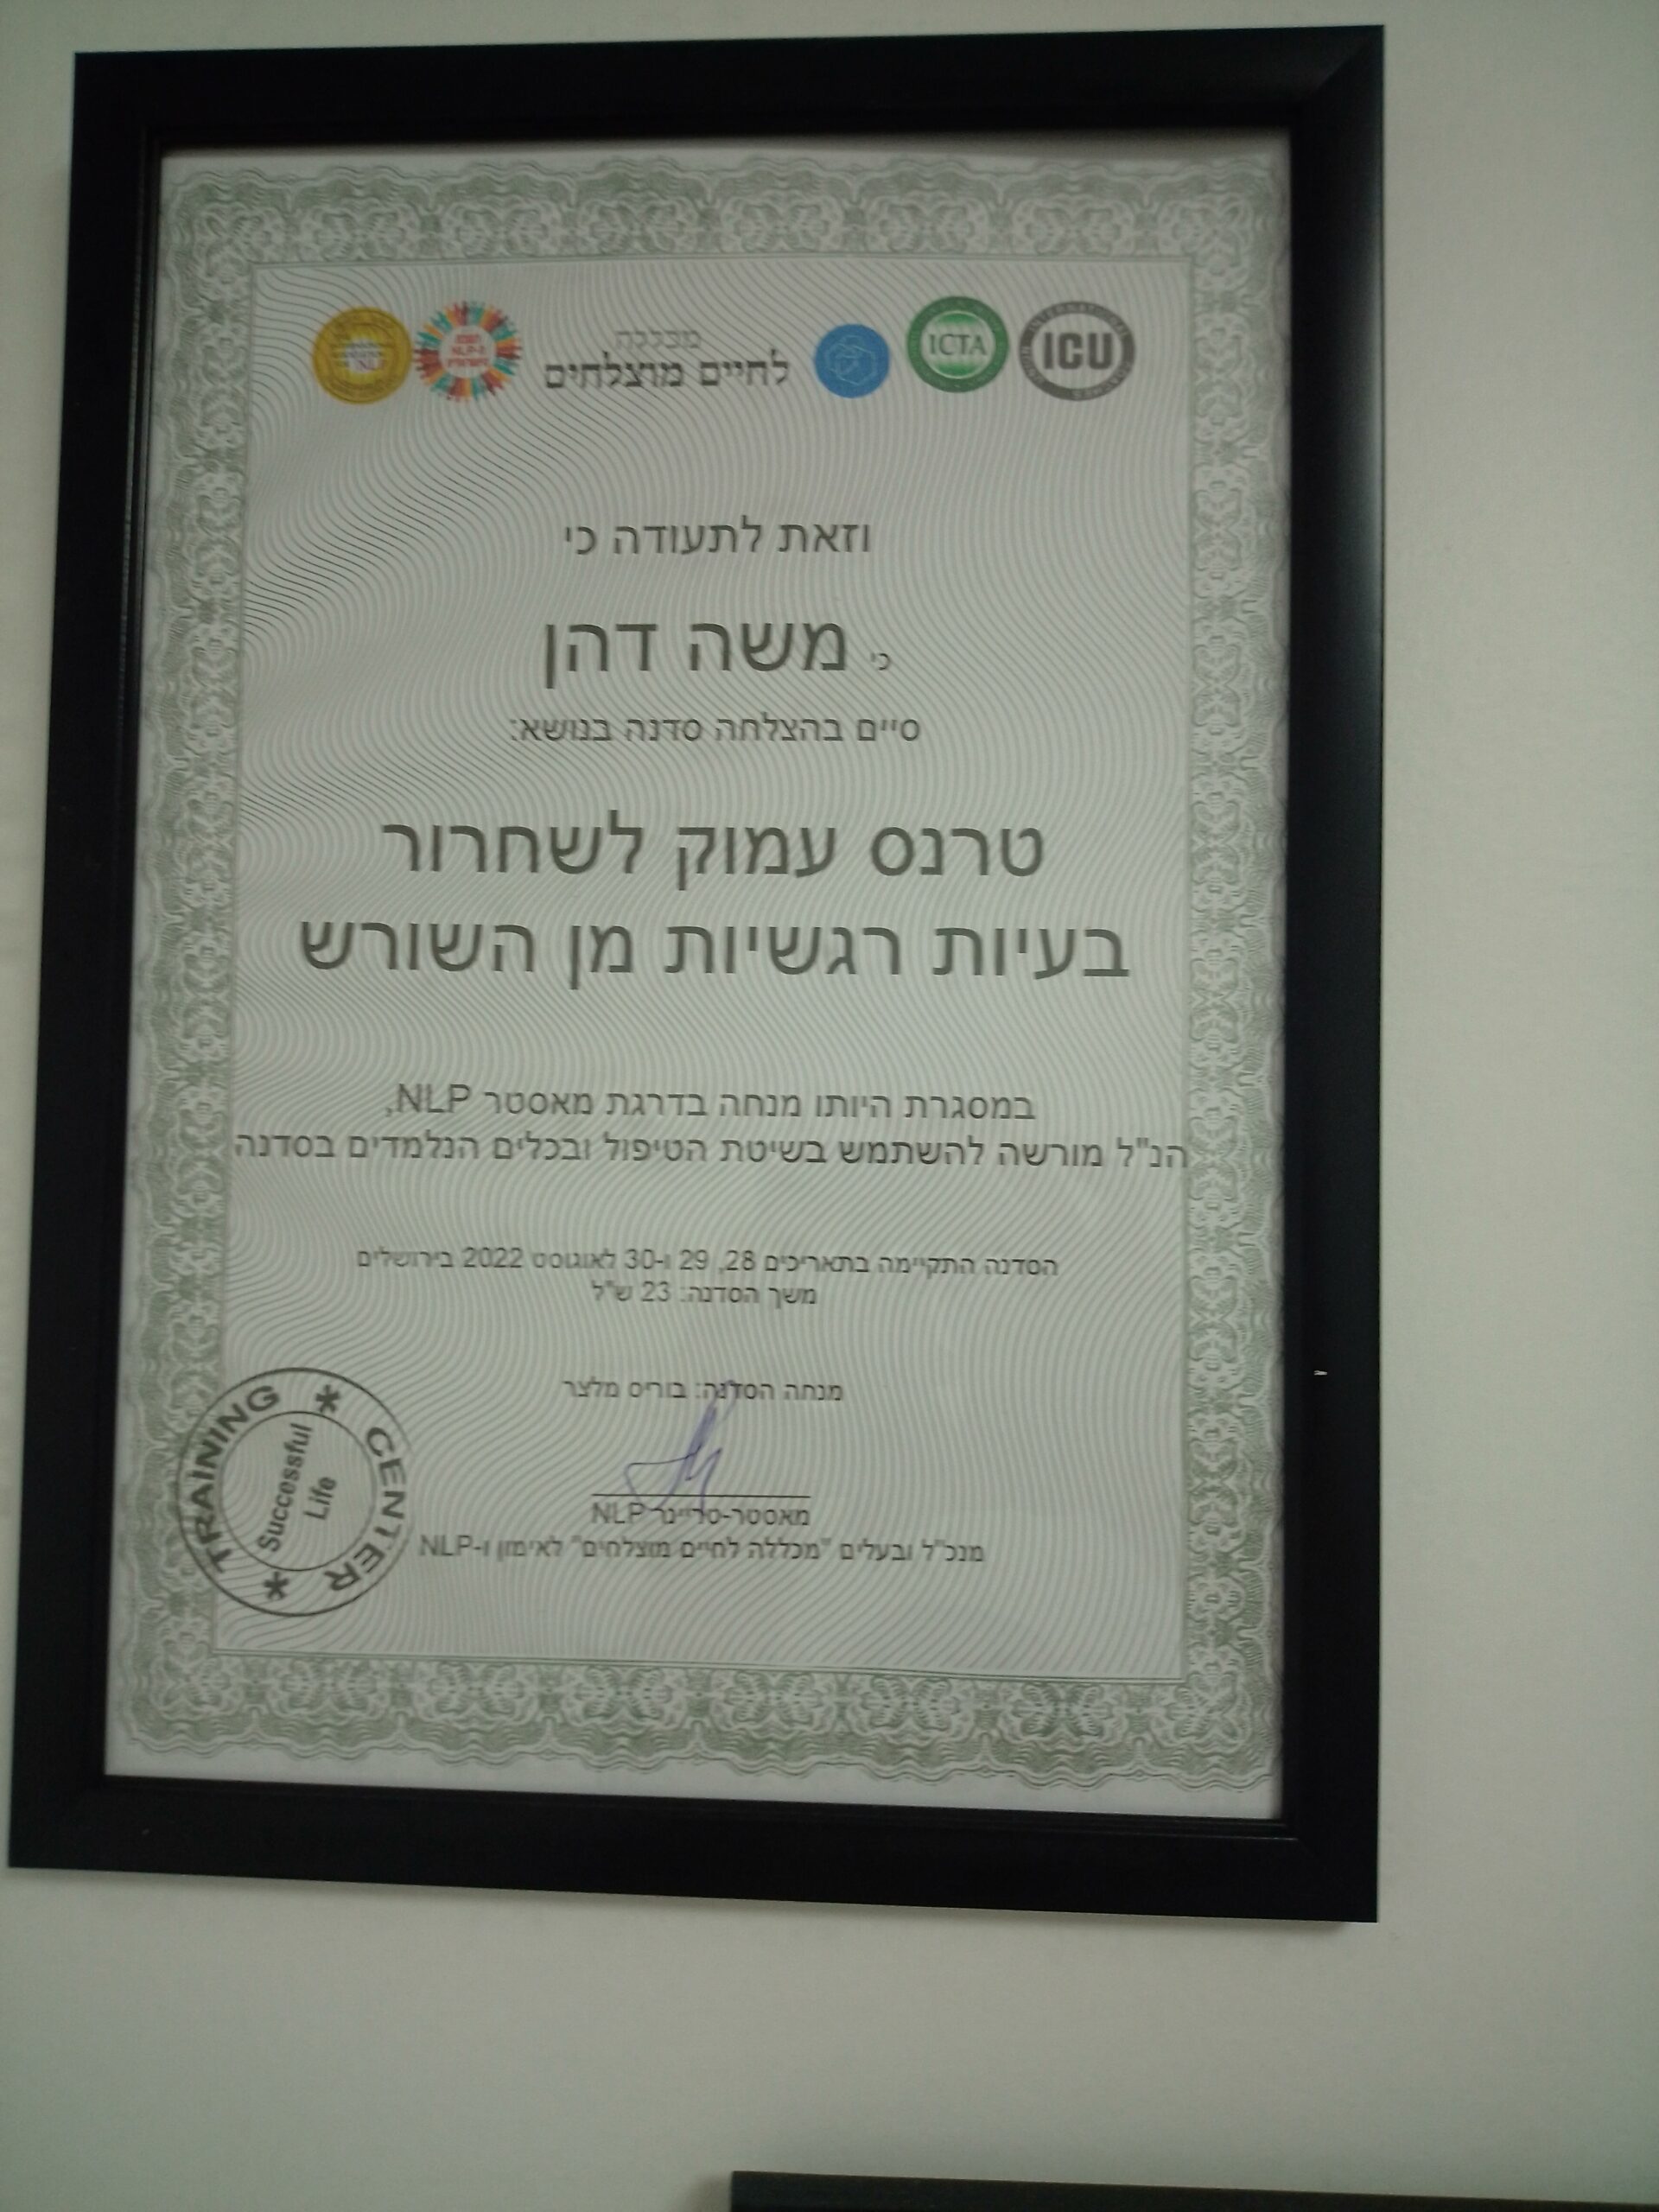 ICU
ICTA
מכללה
לחיים מוצלחים
וזאת לתעודה כי
כי משה דהן
סיים בהצלחה סדנה בנושא:
טרנס עמוק לשחרור
בעיות רגשיות מן השורש
במסגרת היותו מנחה בדרגת מאסטר NLP,
הנ"ל מורשה להשתמש בשיטת הטיפול ובכלים הנלמדים בסדנה
הסדנה התקיימה בתאריכים 28, 29 ו-30 לאוגוסט 2022 בירושלים
משך הסדנה: 23 ש"ל
מנחה הסדנה: בוריס מלצר
מאסטר-טריינר NLP
מנכ"ל ובעלים "מכללה לחיים מוצלחים" לאימון ו-NLP
TRAINING * CENTER *
Successful
Life